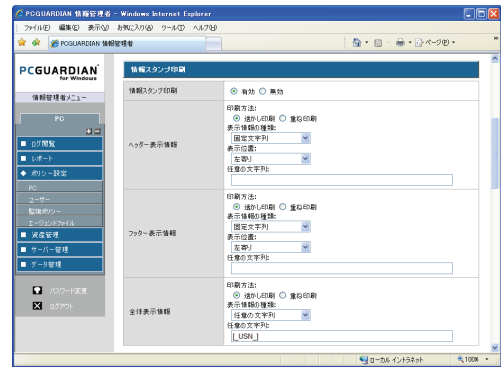 PCGUARDIAN 情報管理者 - Windows Internet Explorer
ファイル(F) 編集(E) 表示(V) お気に入り(A) ツール(T) ヘルプ(H)
PCGUARDIAN 情報管理者
ページ(P)
PCGUARDIAN
for Windows
情報管理者メニュー
PC
ログ閲覧
レポート
ポリシー設定
PC
ユーザー
監視ポリシー
エージェントファイル
資産管理
サーバー管理
データ管理
パスワード変更
ログアウト
情報スタンプ印刷
情報スタンプ印刷
有効 無効
ヘッダー表示情報
印刷方法:
透かし印刷 重ね印刷
表示情報の種類:
固定文字列
表示位置:
左寄り
任意の文字列:
フッター表示情報
印刷方法:
透かし印刷 重ね印刷
表示情報の種類:
固定文字列
表示位置:
左寄り
任意の文字列:
全体表示情報
印刷方法:
透かし印刷 重ね印刷
表示情報の種類:
任意の文字列
任意の文字列:
[_USN_]
ローカル イントラネット
100%